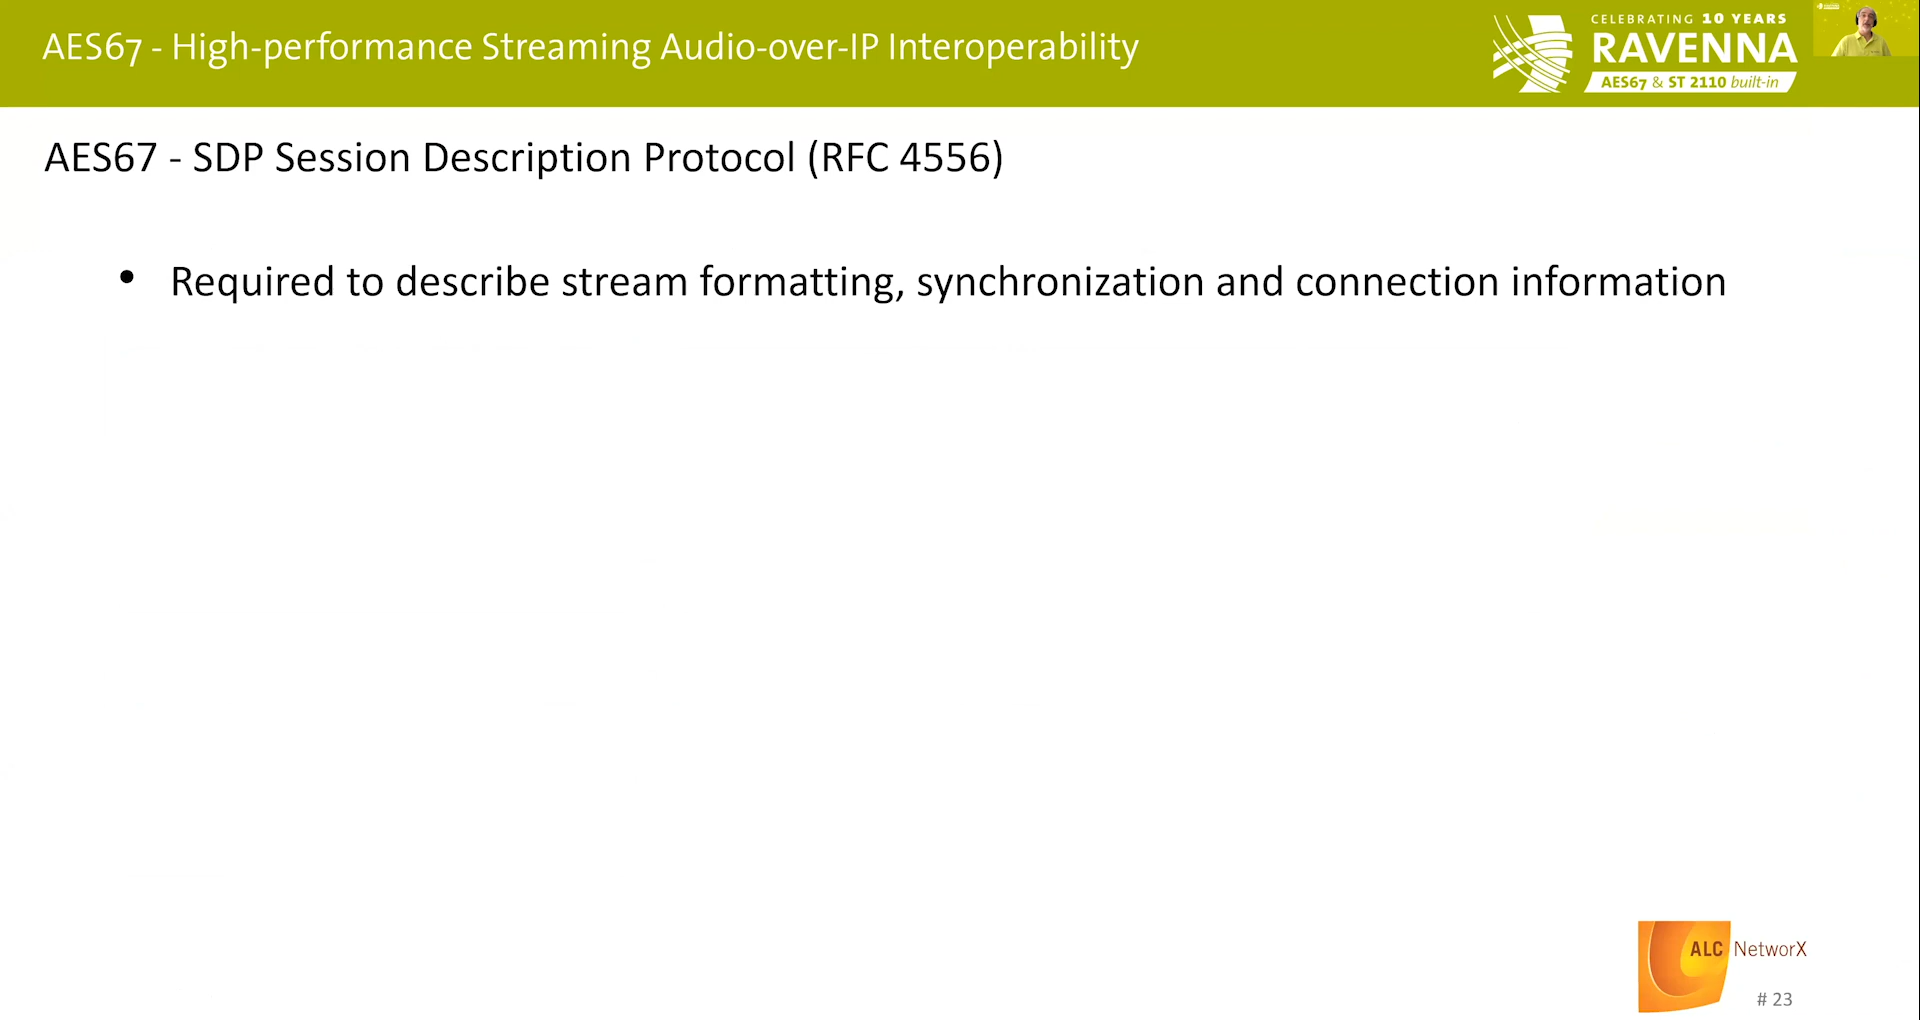 AES67 - High-performance Streaming Audio-over-IP Interoperability
CELEBRATING 10 YEARS
RAVENNA
AES67 & ST 2110 built-in
AES67 - SDP Session Description Protocol (RFC 4556)
• Required to describe stream formatting, synchronization and connection information
ALC NetworX
# 23